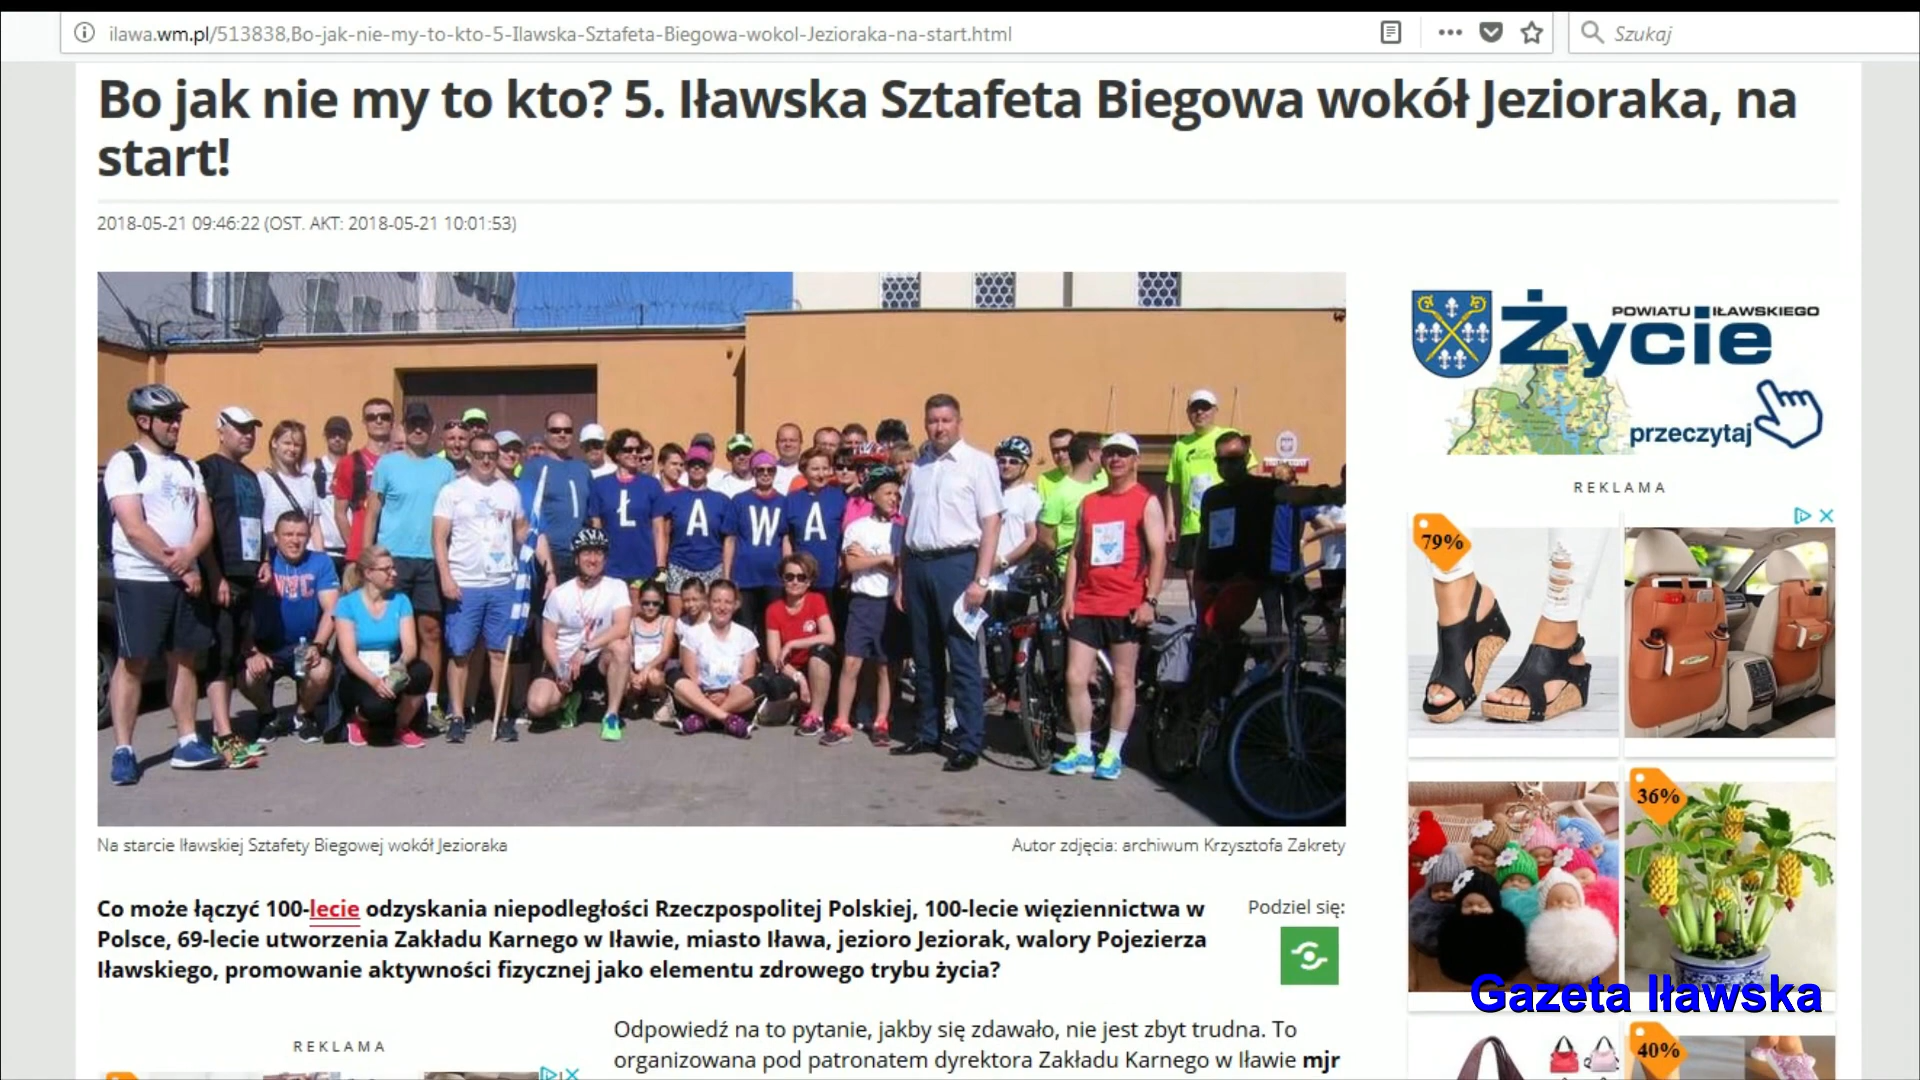 ilawa.wm.pl/513838,Bo-jak-nie-my-to-kto-5-Ilawska-Sztafeta-Biegowa-wokol-Jezioraka-na-start.html
Szukaj
Bo jak nie my to kto? 5. Iławska Sztafeta Biegowa wokół Jezioraka, na
start!
2018-05-21 09:46:22 (OST. AKT: 2018-05-21 10:01:53)
I Ł A W A
NYC
Na starcie Iławskiej Sztafety Biegowej wokół Jezioraka
Autor zdjęcia: archiwum Krzysztofa Zakrety
Co może łączyć 100-lecie odzyskania niepodległości Rzeczpospolitej Polskiej, 100-lecie więziennictwa w
Polsce, 69-lecie utworzenia Zakładu Karnego w Iławie, miasto Iława, jezioro Jeziorak, walory Pojezierza
Iławskiego, promowanie aktywności fizycznej jako elementu zdrowego trybu życia?
Podziel się:
REKLAMA
Odpowiedź na to pytanie, jakby się zdawało, nie jest zbyt trudna. To
organizowana pod patronatem dyrektora Zakładu Karnego w Iławie mjr
POWIATU IŁAWSKIEGO
Życie
przeczytaj
REKLAMA
79%
36%
40%
Gazeta Iławska